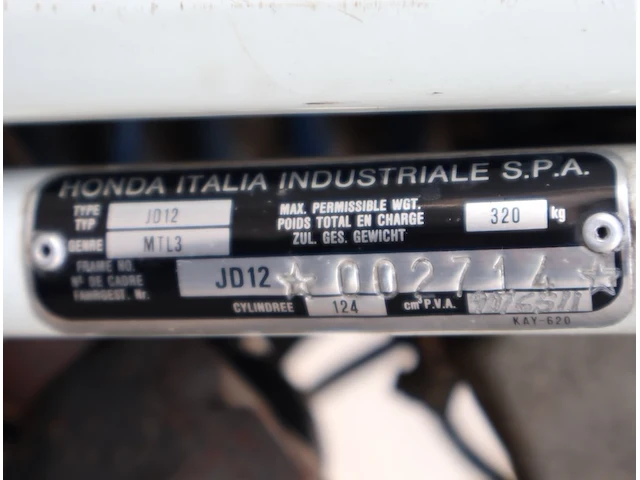 HONDA ITALIA INDUSTRIALE S.P.A.
TYPE
TYP JD12
GENRE MTL3
MAX. PERMISSIBLE WGT.
POIDS TOTAL EN CHARGE 320 kg
ZUL. GES. GEWICHT
FRAME NO.
Nº DE CADRE JD12 ☆002714☆
FAHRGEST. Nr.
CYLINDREE 124 cm³ P.V.A.
KAY-620